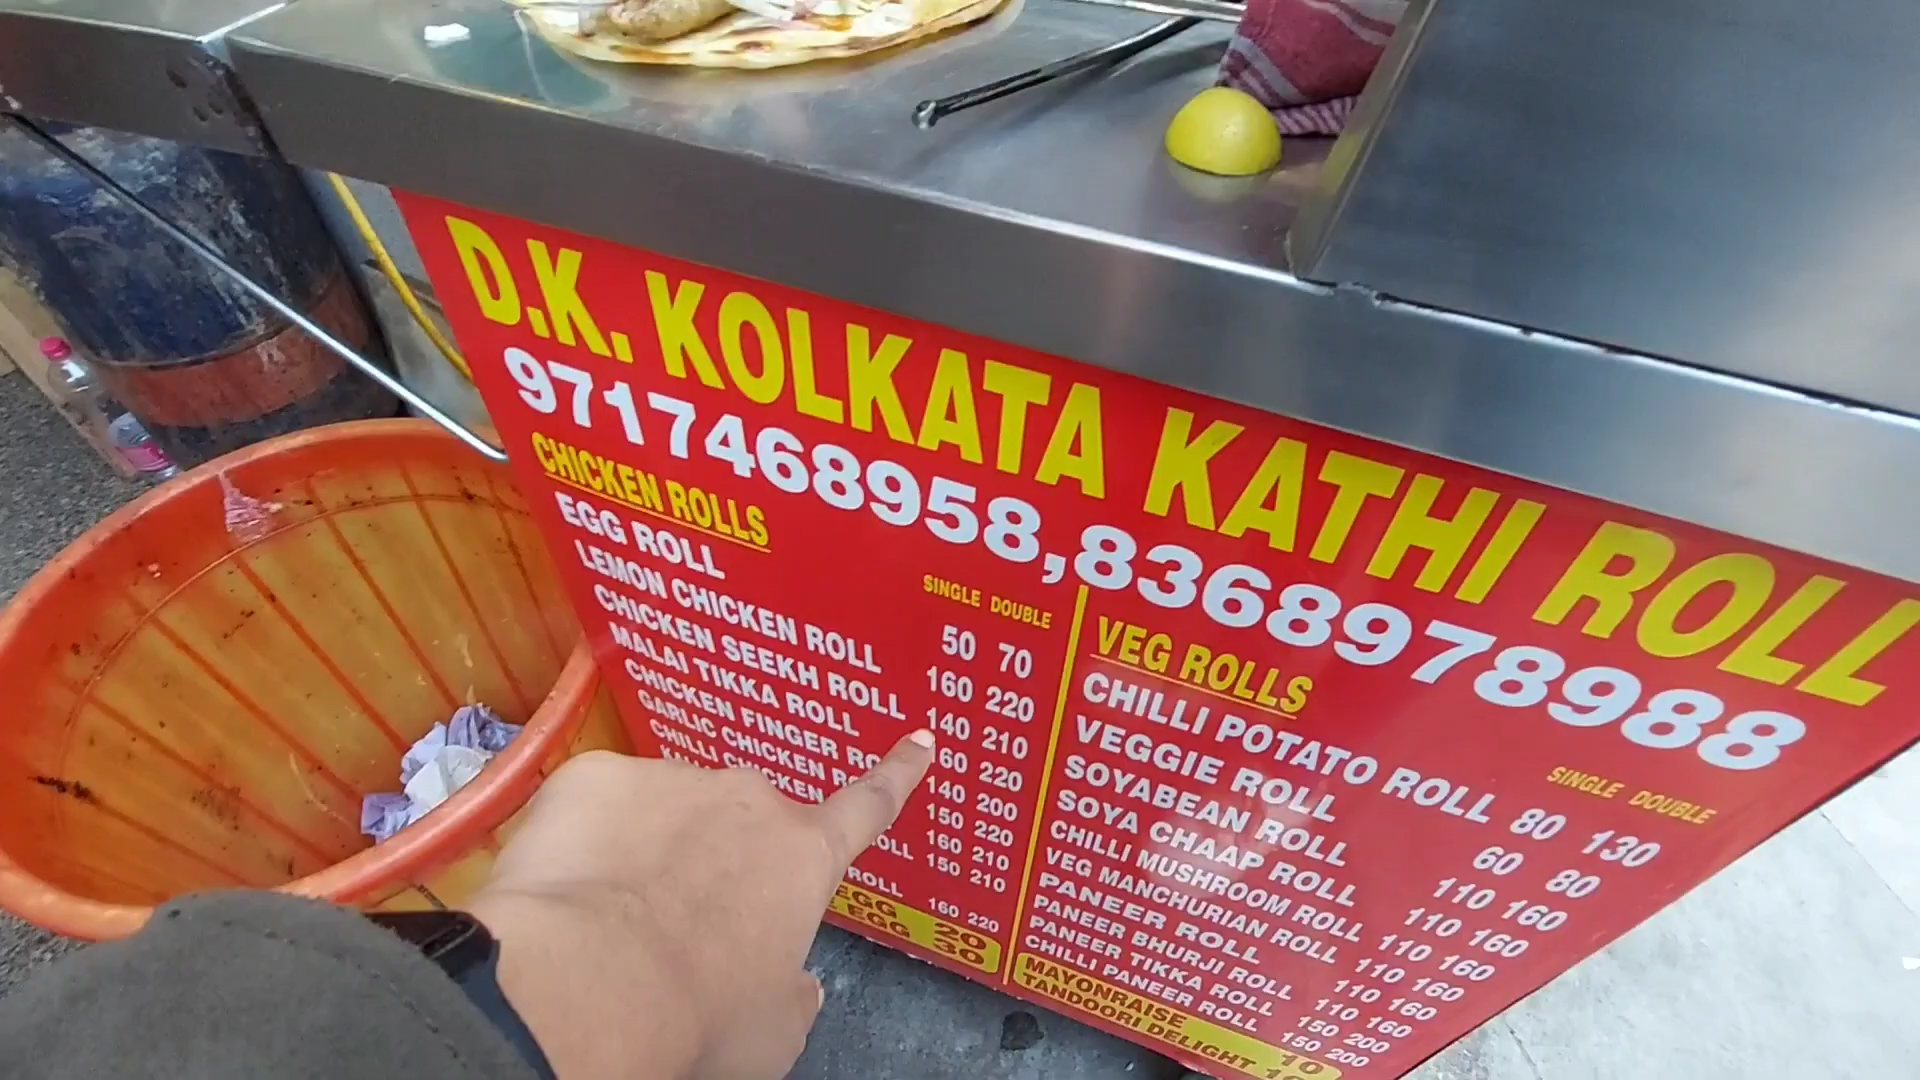 D.K. KOLKATA KATHI ROLL
9717468958,8368978988
CHICKEN ROLLS
SINGLE DOUBLE
EGG ROLL 50 70
LEMON CHICKEN ROLL 160 220
CHICKEN SEEKH ROLL 140 210
MALAI TIKKA ROLL 60 220
CHICKEN FINGER 140 200
GARLIC CHICKEN 150 220
CHILLI CHICKEN 160 210
150 210
ROLL 160 220
EGG 20
EGG 30
VEG ROLLS
SINGLE DOUBLE
CHILLI POTATO ROLL 80 130
VEGGIE ROLL 60 80
SOYABEAN ROLL 110 160
SOYA CHAAP ROLL 110 160
CHILLI MUSHROOM ROLL 110 160
VEG MANCHURIAN ROLL 110 160
PANEER ROLL 110 160
PANEER BHURJI ROLL 110 160
PANEER TIKKA ROLL 150 200
CHILLI PANEER ROLL 150 200
MAYONRAISE 10
TANDOORI DELIGHT